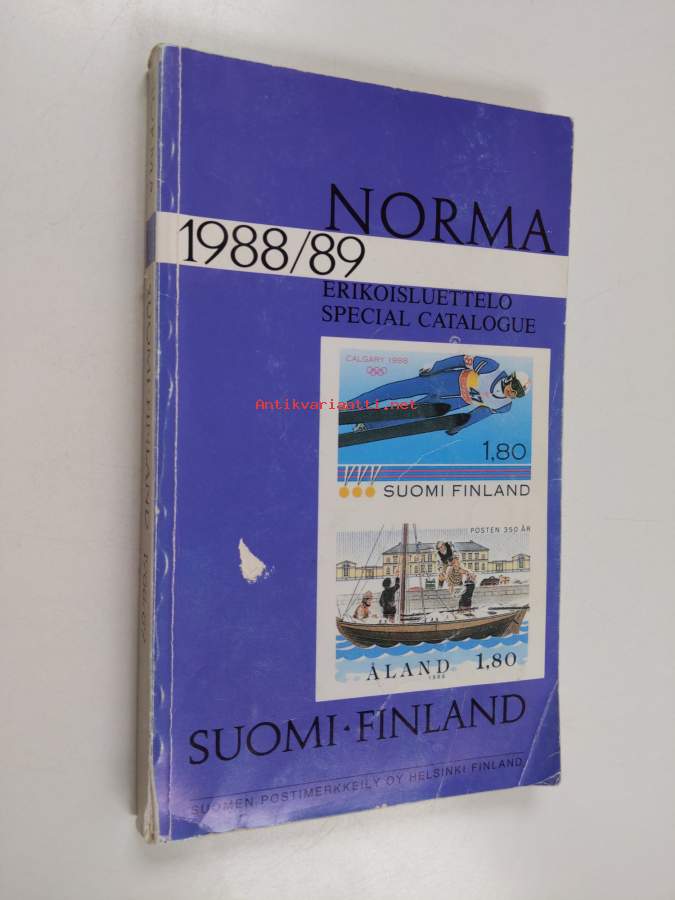 NORMA
1988/89
ERIKOISLUETTELO
SPECIAL CATALOGUE
CALGARY 1988
Antikvariaatti.net
1,80
SUOMI FINLAND
POSTEN 350 ÅR
ÅLAND 1,80
1988
SUOMI·FINLAND
SUOMEN POSTIMERKKEILY OY HELSINKI FINLAND